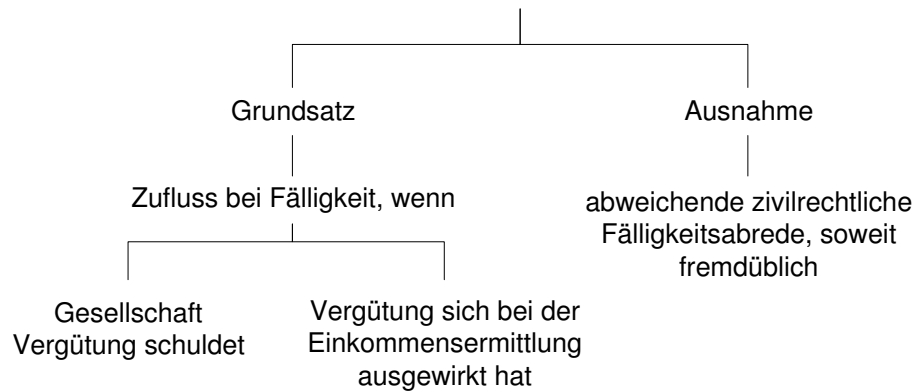 Grundsatz
Ausnahme
Zufluss bei Fälligkeit, wenn
abweichende zivilrechtliche
Fälligkeitsabrede, soweit
fremdüblich
Gesellschaft
Vergütung schuldet
Vergütung sich bei der
Einkommensermittlung
ausgewirkt hat